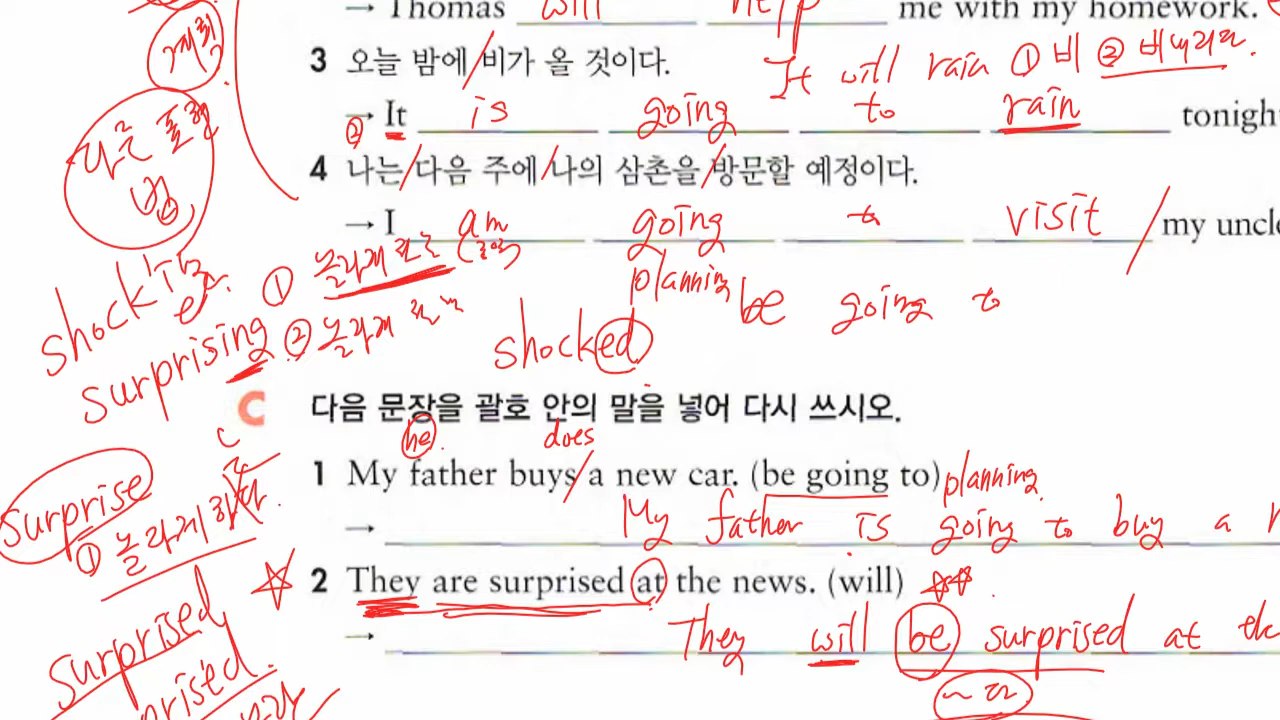 → Thomas will help me with my homework.
계획
3 오늘 밤에/비가 올 것이다.
It will rain ① 비 ② 비 내리다.
→ It is going to rain tonight
②
다른 표현
법
4 나는/다음 주에/나의 삼촌을/방문할 예정이다.
→ I am going to visit / my uncle
planning be going to
shock
① 놀라게
surprising ② 놀라게
shocked
C 다음 문장을 괄호 안의 말을 넣어 다시 쓰시오.
he does
1 My father buys/a new car. (be going to) planning
→ My father is going to buy a
surprise
① 놀라게 하다.
2 They are surprised at the news. (will)
→ They will be surprised at the
surprised
~다